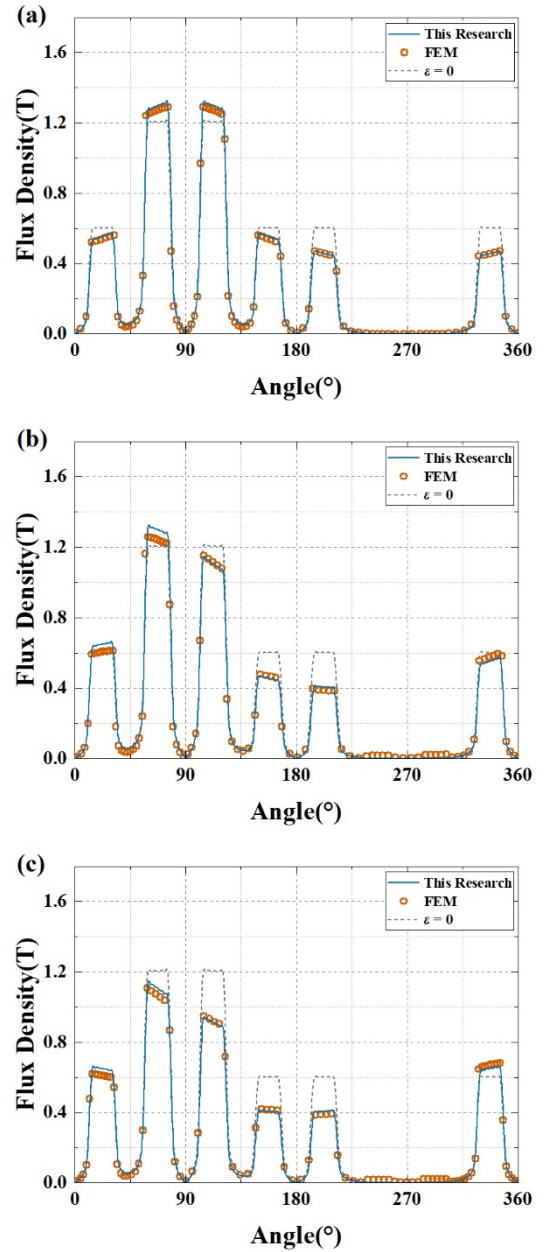 (a)
Flux Density(T)
1.6
1.2
0.8
0.4
0.0
This Research
FEM
ε = 0
0 90 180 270 360
Angle(°)
(b)
Flux Density(T)
1.6
1.2
0.8
0.4
0.0
This Research
FEM
ε = 0
0 90 180 270 360
Angle(°)
(c)
Flux Density(T)
1.6
1.2
0.8
0.4
0.0
This Research
FEM
ε = 0
0 90 180 270 360
Angle(°)